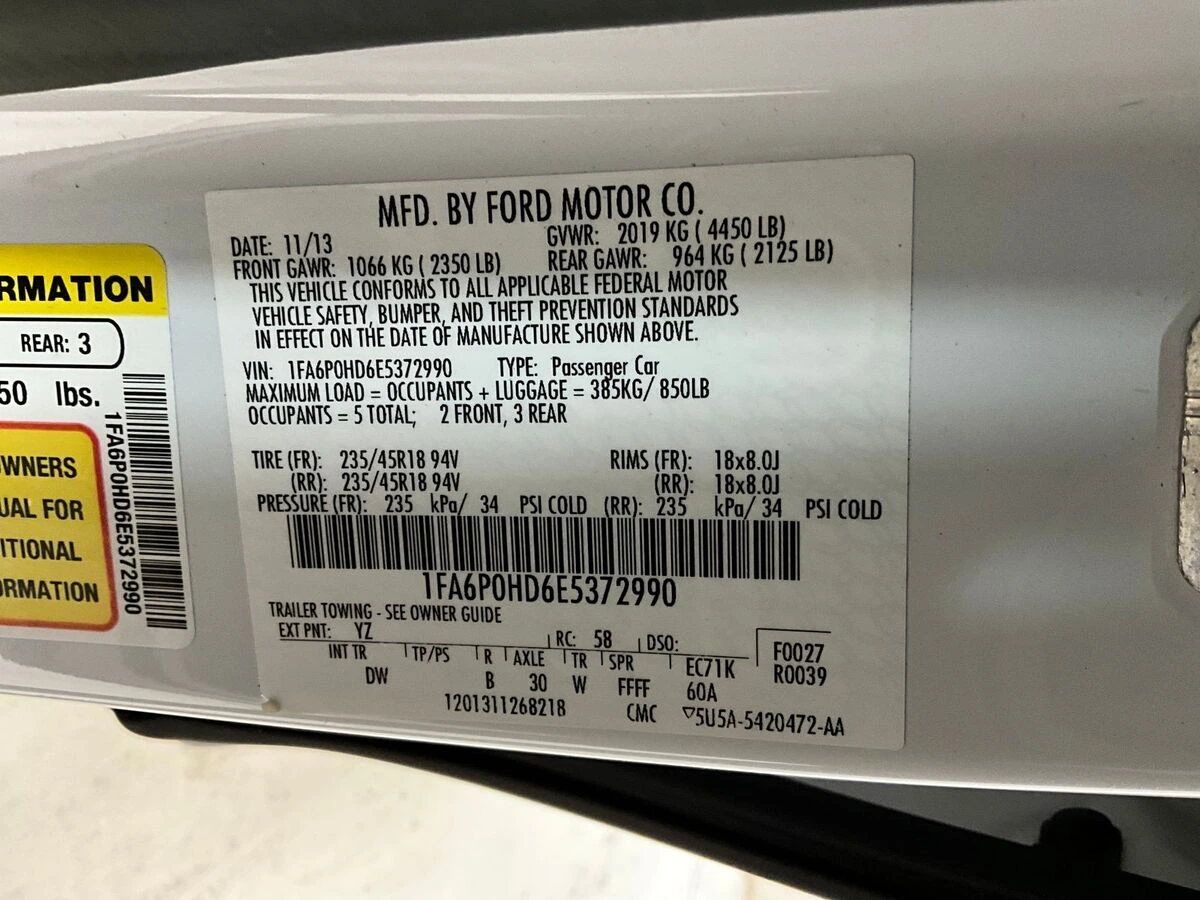 MFD. BY FORD MOTOR CO.
DATE: 11/13 GVWR: 2019 KG ( 4450 LB)
FRONT GAWR: 1066 KG ( 2350 LB) REAR GAWR: 964 KG ( 2125 LB)
THIS VEHICLE CONFORMS TO ALL APPLICABLE FEDERAL MOTOR
VEHICLE SAFETY, BUMPER, AND THEFT PREVENTION STANDARDS
IN EFFECT ON THE DATE OF MANUFACTURE SHOWN ABOVE.
VIN: 1FA6P0HD6E5372990 TYPE: Passenger Car
MAXIMUM LOAD = OCCUPANTS + LUGGAGE = 385KG/ 850LB
OCCUPANTS = 5 TOTAL; 2 FRONT, 3 REAR
TIRE (FR): 235/45R18 94V RIMS (FR): 18x8.0J
(RR): 235/45R18 94V (RR): 18x8.0J
PRESSURE (FR): 235 kPa/ 34 PSI COLD (RR): 235 kPa/ 34 PSI COLD
1FA6P0HD6E5372990
TRAILER TOWING - SEE OWNER GUIDE
EXT PNT: YZ RC: 58 DSO: F0027
INT TR TP/PS R AXLE TR SPR EC71K R0039
DW B 30 W FFFF 60A
1201311268218 CMC ▽5U5A-5420472-AA
RMATION
REAR: 3
50 lbs.
WNERS
UAL FOR
ITIONAL
ORMATION
1FA6P0HD6E5372990